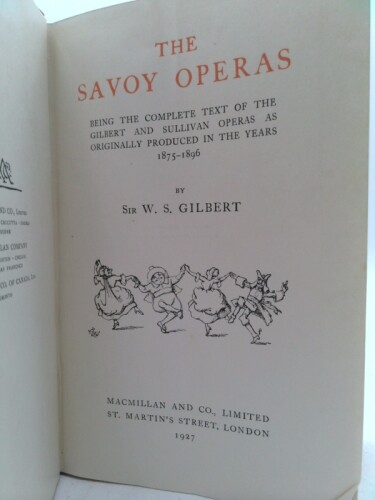 THE
SAVOY OPERAS
BEING THE COMPLETE TEXT OF THE
GILBERT AND SULLIVAN OPERAS AS
ORIGINALLY PRODUCED IN THE YEARS
1875–1896
BY
SIR W. S. GILBERT
MACMILLAN AND CO., LIMITED
ST. MARTIN'S STREET, LONDON
1927